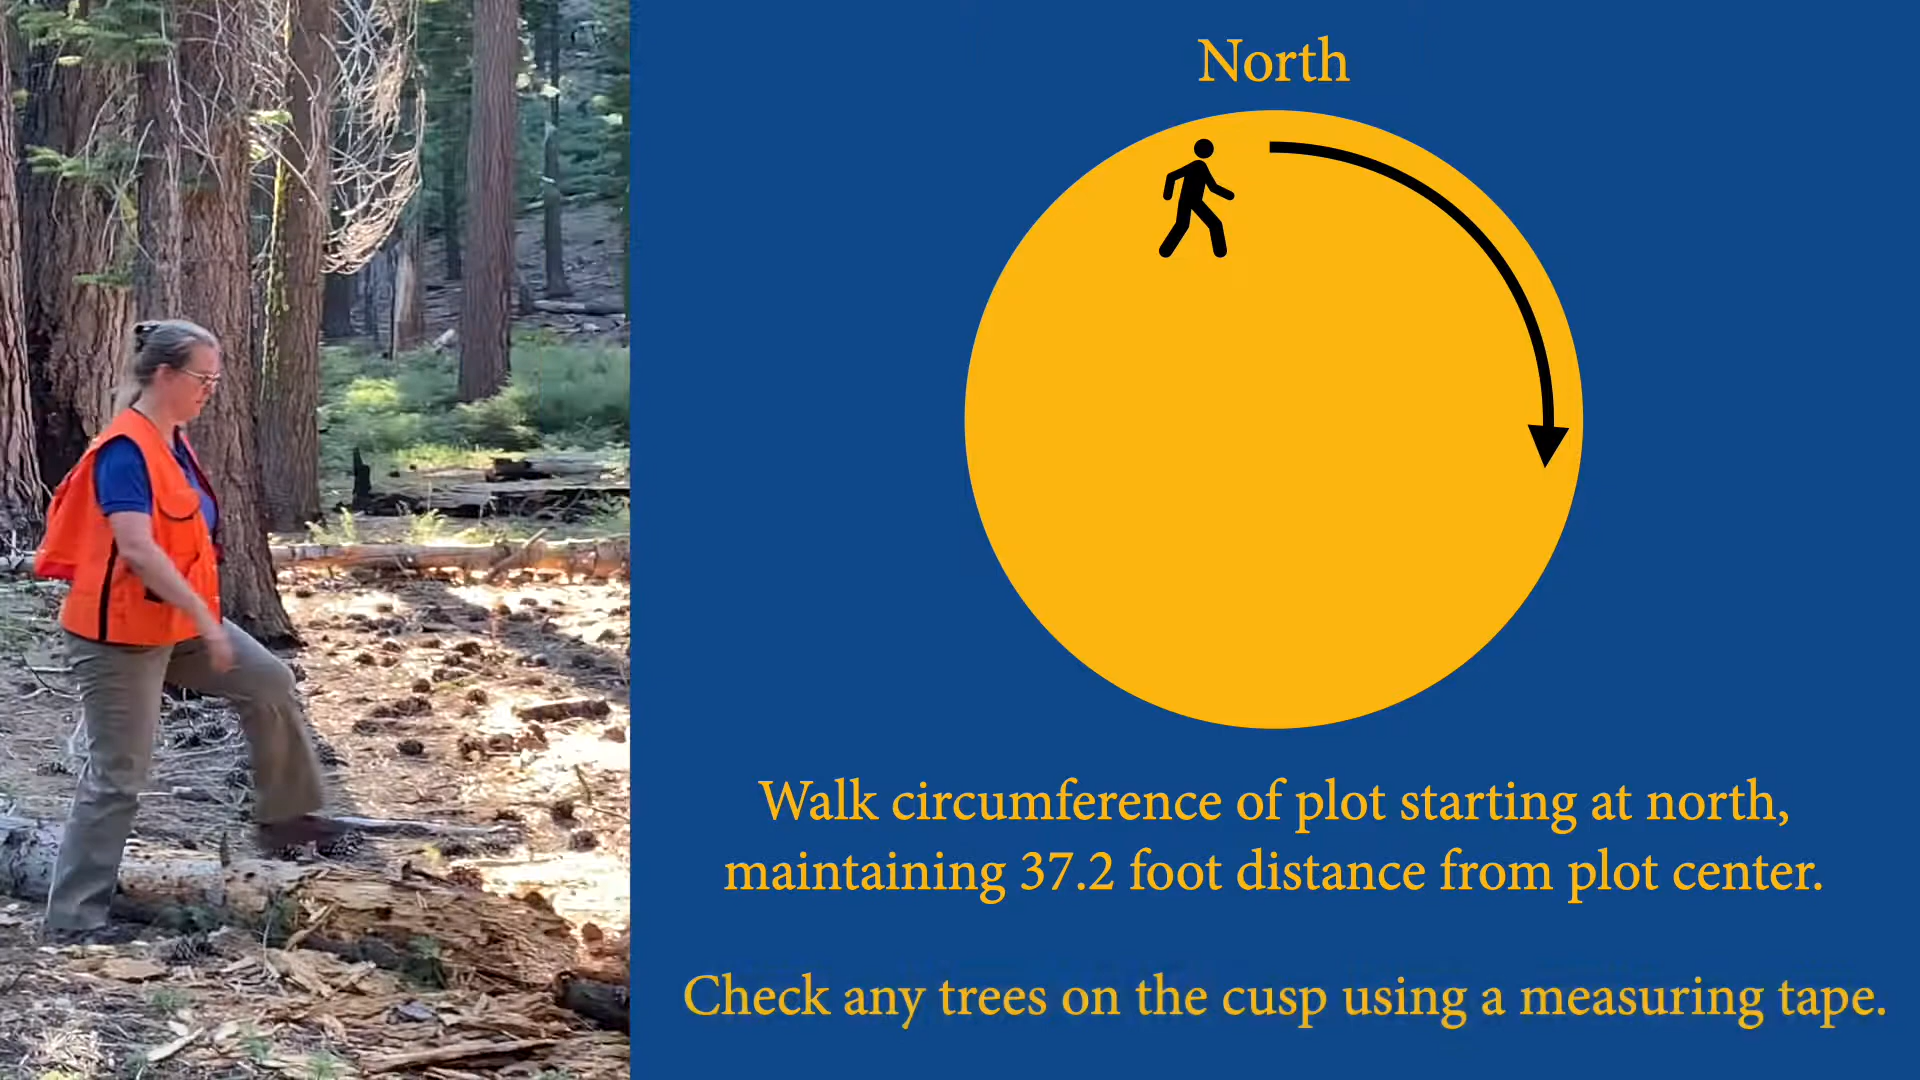 North
Walk circumference of plot starting at north,
maintaining 37.2 foot distance from plot center.
Check any trees on the cusp using a measuring tape.